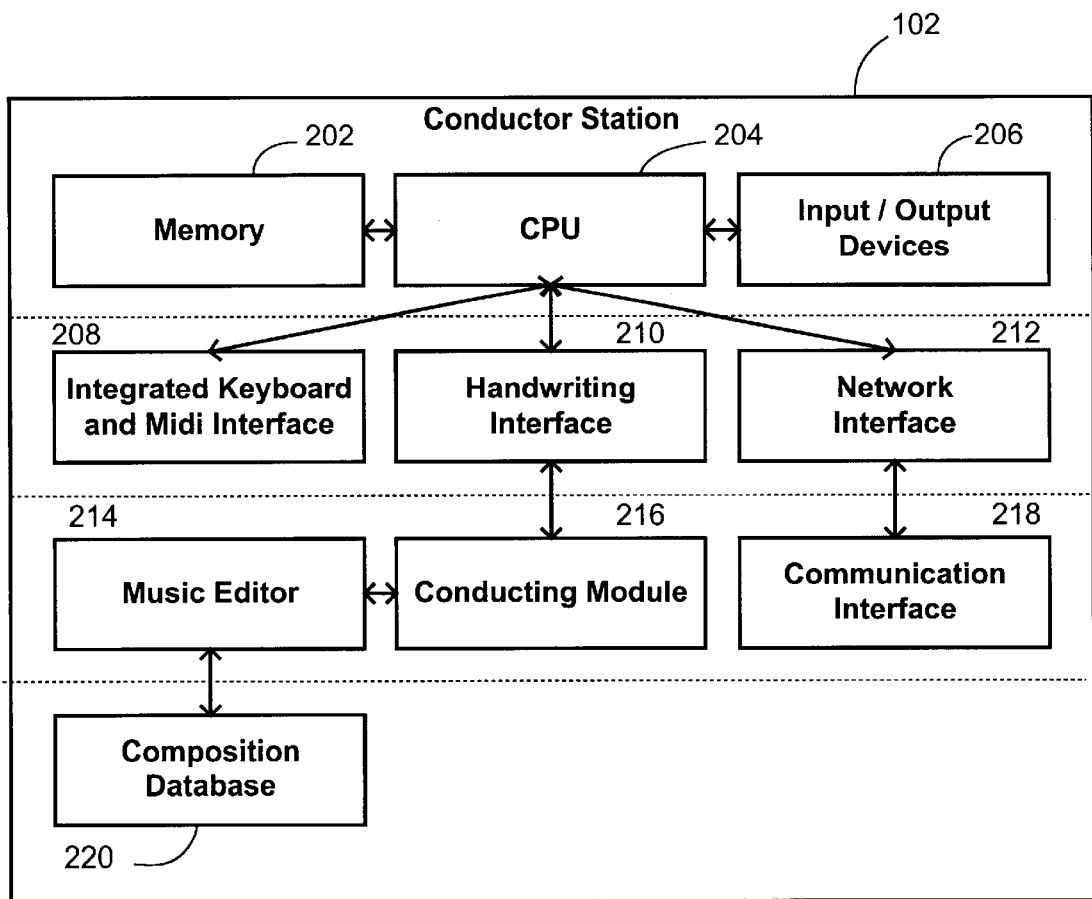 102
Conductor Station
202
204
206
Memory
CPU
Input / Output
Devices
208
210
212
Integrated Keyboard
and Midi Interface
Handwriting
Interface
Network
Interface
214
216
218
Music Editor
Conducting Module
Communication
Interface
Composition
Database
220